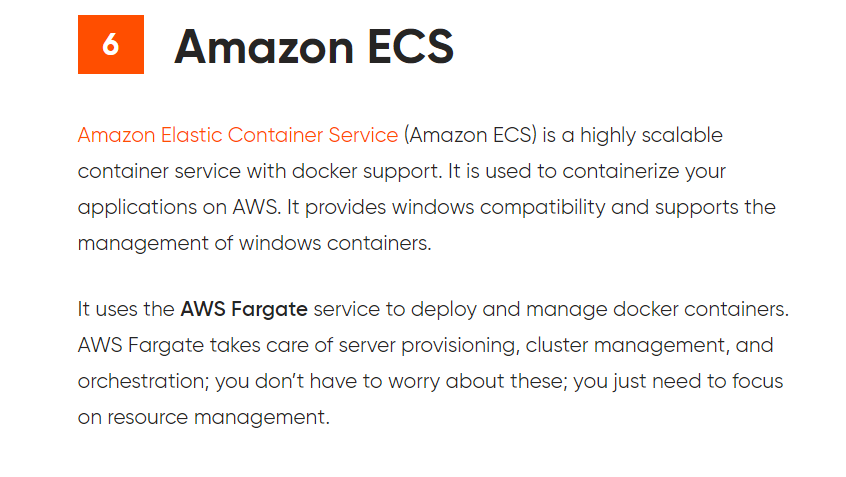 6
Amazon ECS
Amazon Elastic Container Service (Amazon ECS) is a highly scalable
container service with docker support. It is used to containerize your
applications on AWS. It provides windows compatibility and supports the
management of windows containers.
It uses the AWS Fargate service to deploy and manage docker containers.
AWS Fargate takes care of server provisioning, cluster management, and
orchestration; you don’t have to worry about these; you just need to focus
on resource management.